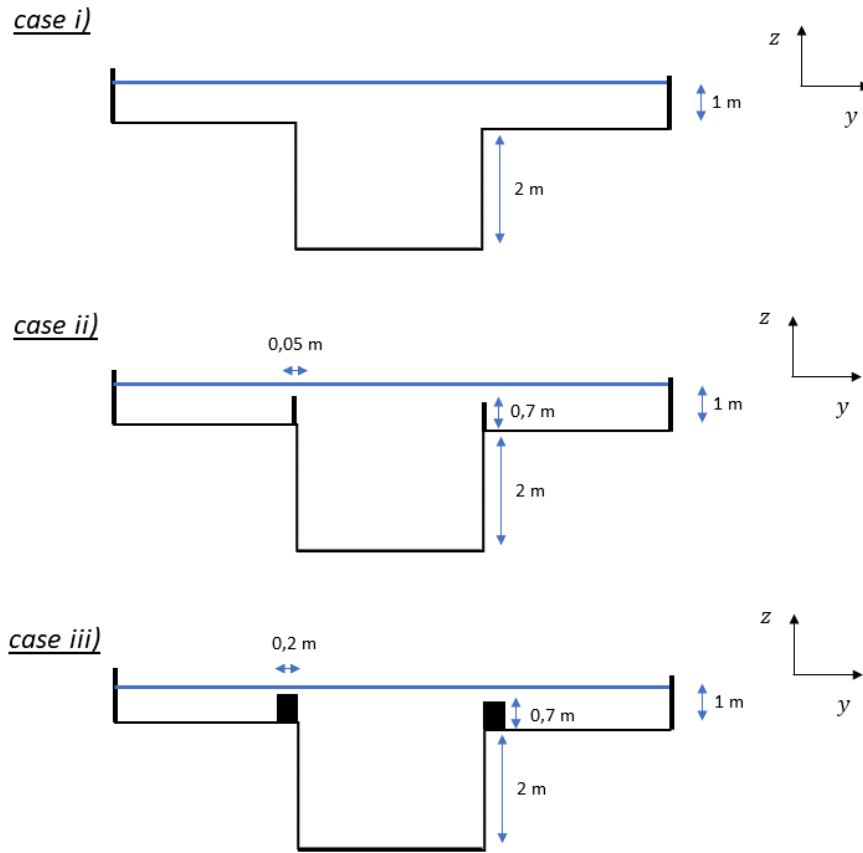 case i)
z
1 m
y
2 m
case ii)
z
0,05 m
1 m
0,7 m
y
2 m
case iii)
z
0,2 m
1 m
0,7 m
y
2 m